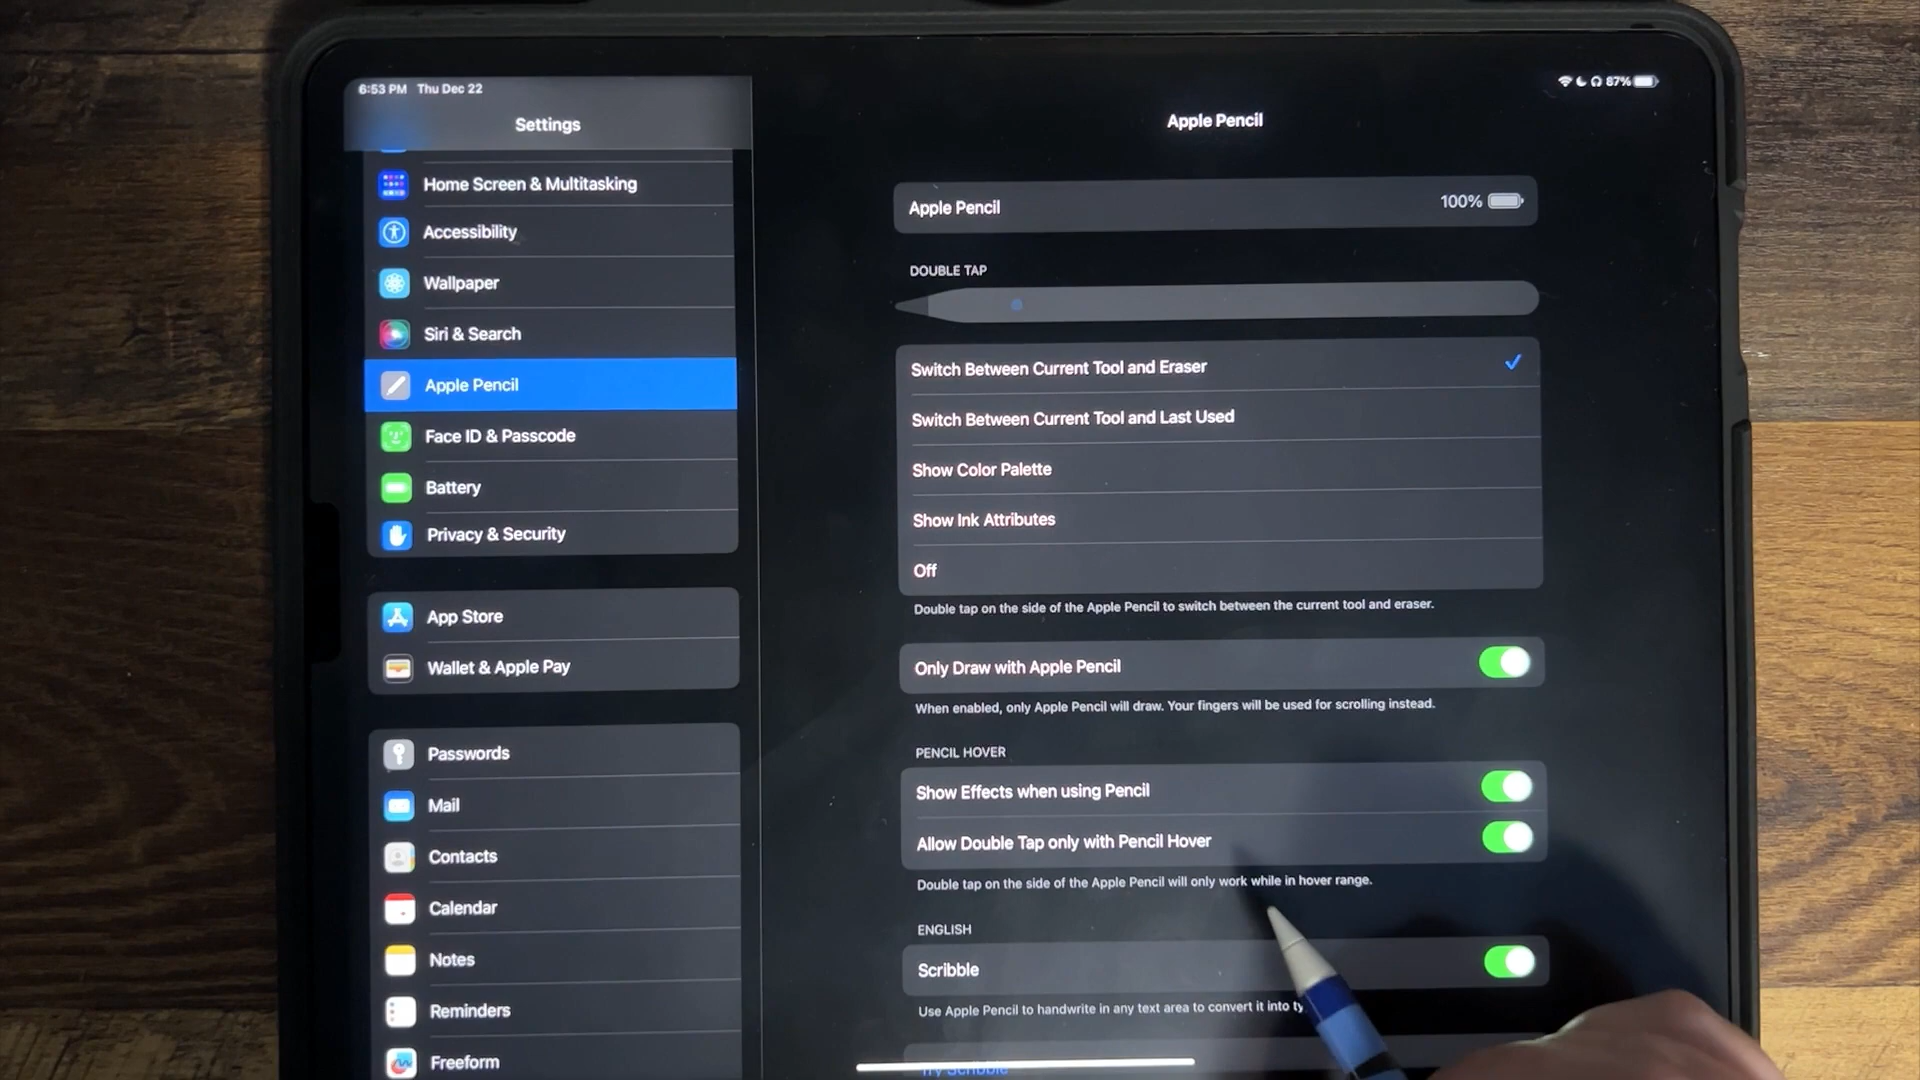 6:53 PM Thu Dec 22
87%
Settings
Home Screen & Multitasking
Accessibility
Wallpaper
Siri & Search
Apple Pencil
Face ID & Passcode
Battery
Privacy & Security
App Store
Wallet & Apple Pay
Passwords
Mail
Contacts
Calendar
Notes
Reminders
Freeform
Apple Pencil
Apple Pencil 100%
DOUBLE TAP
Switch Between Current Tool and Eraser
Switch Between Current Tool and Last Used
Show Color Palette
Show Ink Attributes
Off
Double tap on the side of the Apple Pencil to switch between the current tool and eraser.
Only Draw with Apple Pencil
When enabled, only Apple Pencil will draw. Your fingers will be used for scrolling instead.
PENCIL HOVER
Show Effects when using Pencil
Allow Double Tap only with Pencil Hover
Double tap on the side of the Apple Pencil will only work while in hover range.
ENGLISH
Scribble
Use Apple Pencil to handwrite in any text area to convert it into ty
Try Scribble